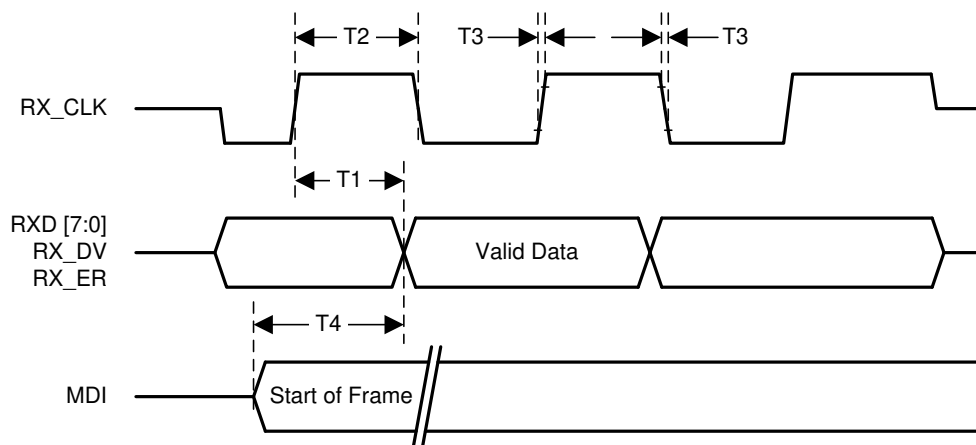 T2
T3
T3
RX_CLK
T1
RXD [7:0]
RX_DV
RX_ER
Valid Data
T4
MDI
Start of Frame